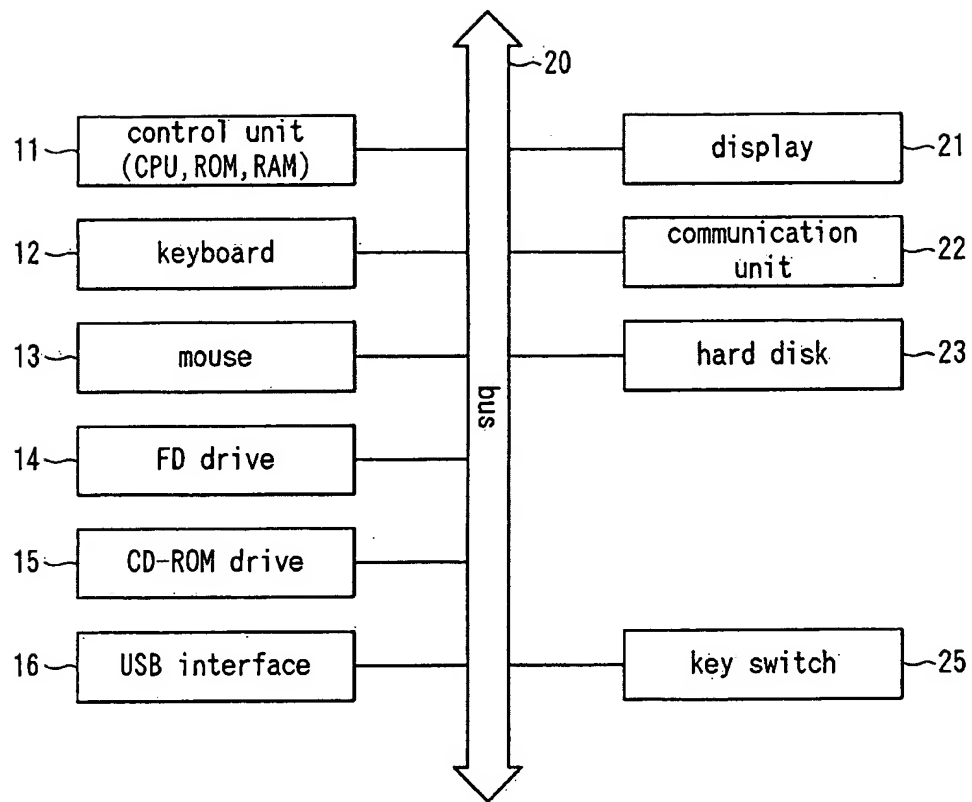 20
11
control unit
(CPU,ROM,RAM)
display
21
12
keyboard
communication
unit
22
13
mouse
hard disk
23
bus
14
FD drive
15
CD-ROM drive
16
USB interface
key switch
25